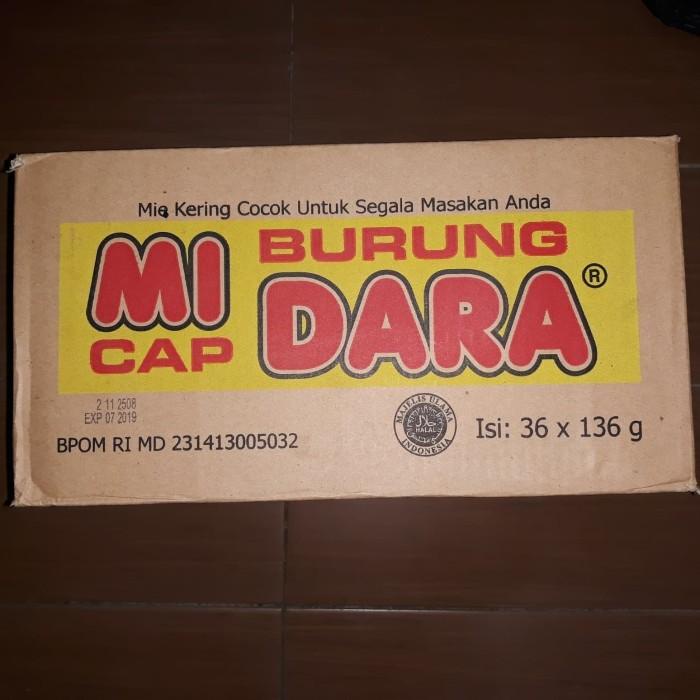 Mie Kering Cocok Untuk Segala Masakan Anda
MI BURUNG
CAP DARA®
2 11 2508
EXP 07 2019
BPOM RI MD 231413005032
MAJELIS ULAMA
حلال
HALAL
INDONESIA
Isi: 36 x 136 g